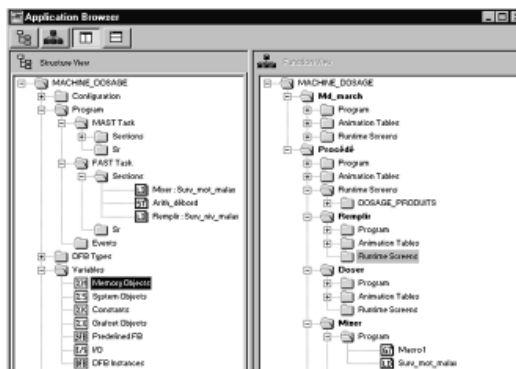 Application Browser
Structure View
MACHINE_DOSAGE
Configuration
Program
MAST Task
Sections
Sr
FAST Task
Sections
Mixer : Surv_mot_malax
Arith_débord
Remplir : Surv_niv_malax
Sr
Events
DFB Types
Variables
Memory Objects
System Objects
Constants
Grafcet Objects
Predefined FB
I/O
DFB Instances
Function View
MACHINE_DOSAGE
Md_march
Program
Animation Tables
Runtime Screens
Procédé
Program
Animation Tables
Runtime Screens
DOSAGE_PRODUITS
Remplir
Program
Animation Tables
Runtime Screens
Doser
Program
Animation Tables
Runtime Screens
Mixer
Program
Macro1
Surv_mot_malax